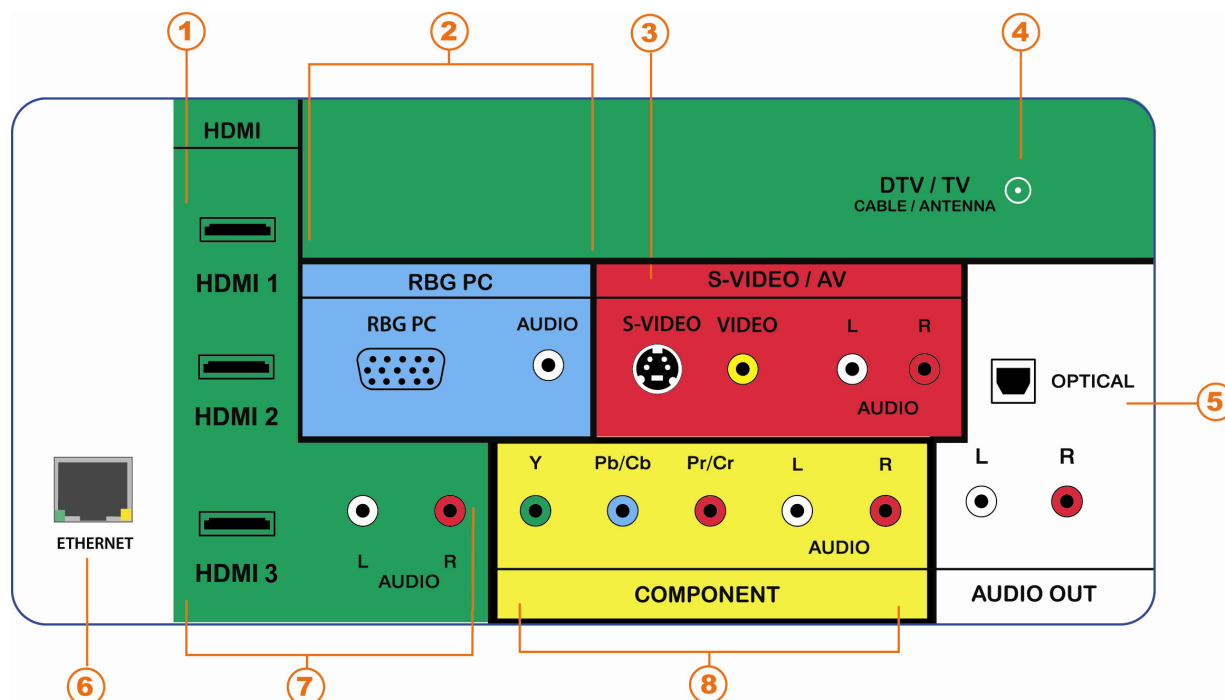 1
2
3
4
HDMI
DTV / TV
CABLE / ANTENNA
HDMI 1
RBG PC
S-VIDEO / AV
RBG PC
AUDIO
S-VIDEO
VIDEO
L
R
AUDIO
HDMI 2
OPTICAL
5
Y
Pb/Cb
Pr/Cr
L
R
AUDIO
L
R
ETHERNET
HDMI 3
L
R
AUDIO
COMPONENT
AUDIO OUT
6
7
8